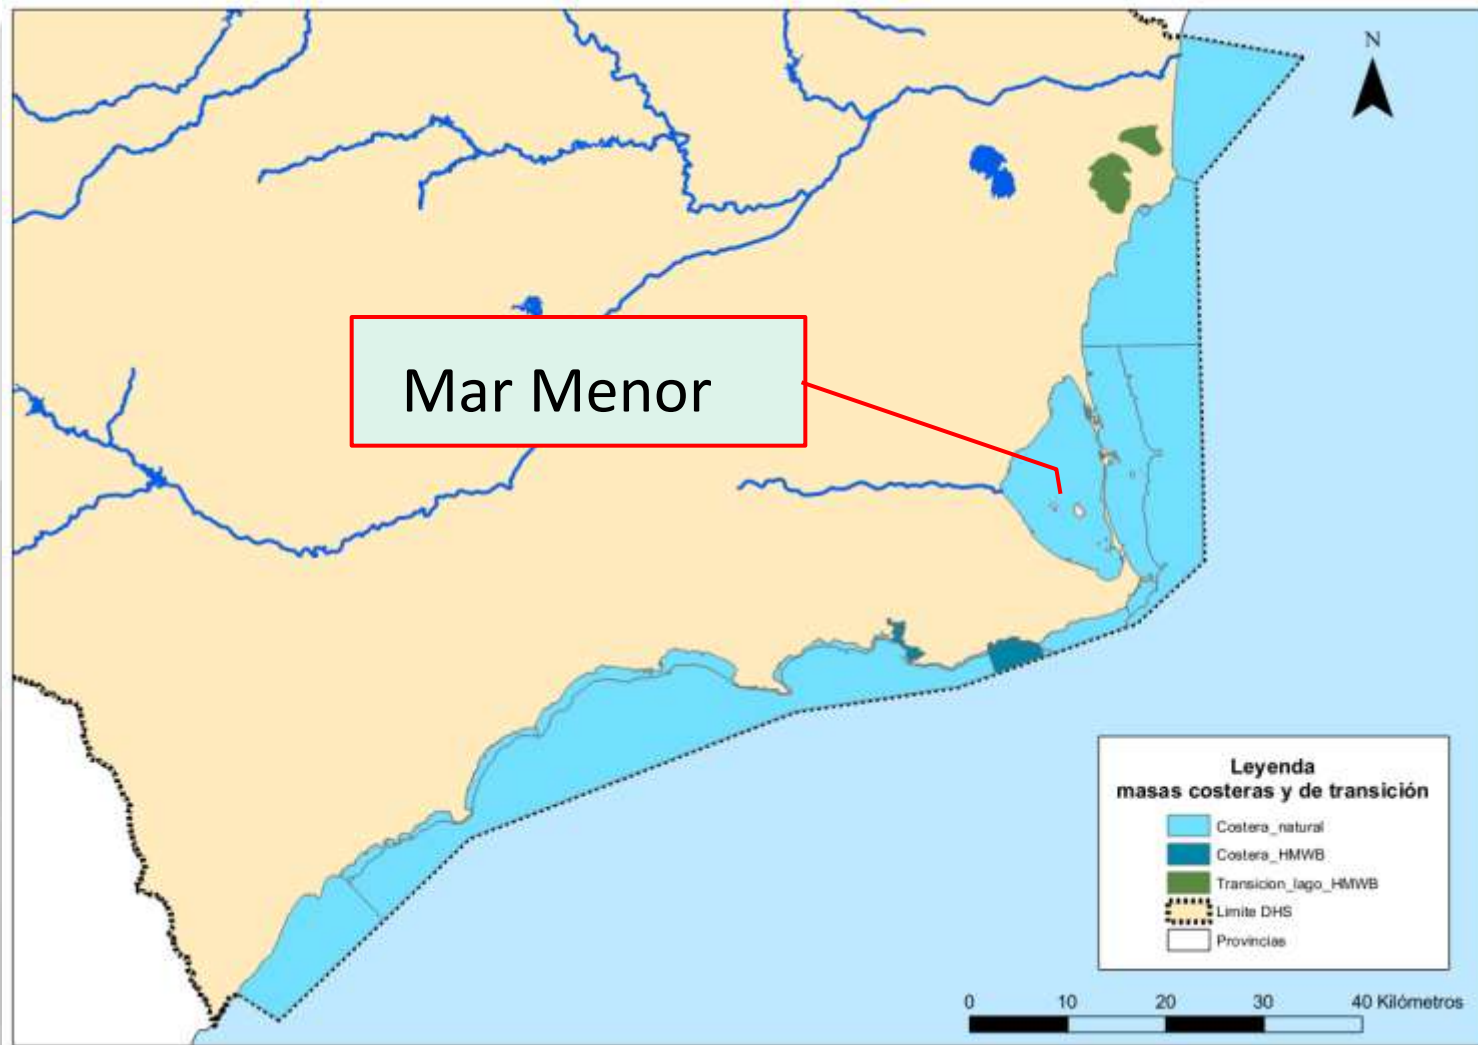 N
Mar Menor
Leyenda
masas costeras y de transición
Costera_natural
Costera_HMWB
Transicion_lago_HMWB
Limite DHS
Provincias
0 10 20 30 40 Kilómetros